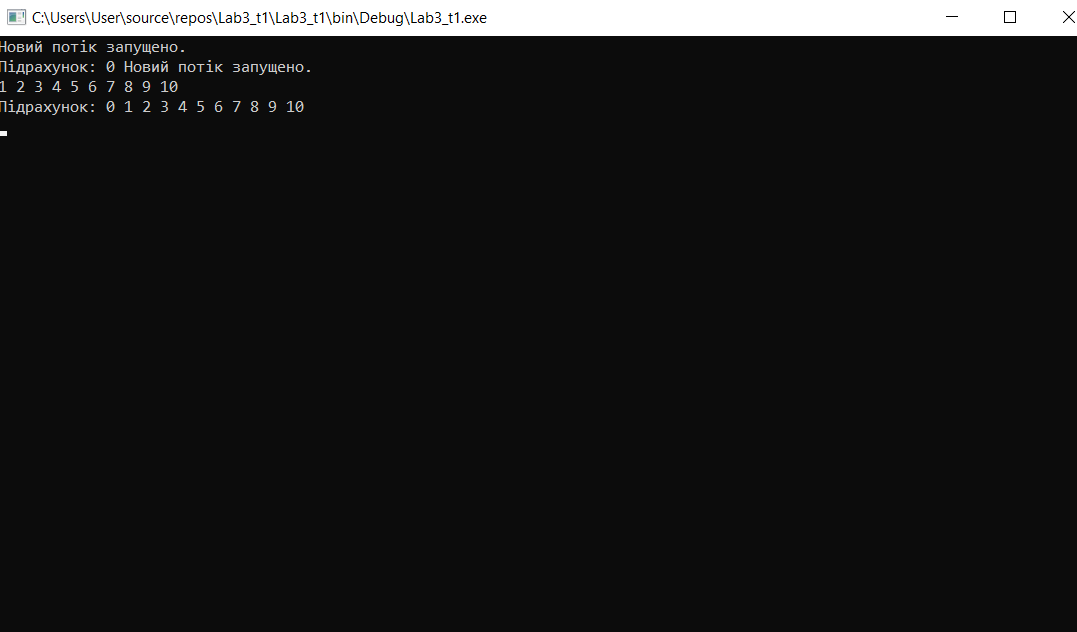 C:\Users\User\source\repos\Lab3_t1\Lab3_t1\bin\Debug\Lab3_t1.exe
Новий потік запущено.
Підрахунок: 0 Новий потік запущено.
1 2 3 4 5 6 7 8 9 10
Підрахунок: 0 1 2 3 4 5 6 7 8 9 10